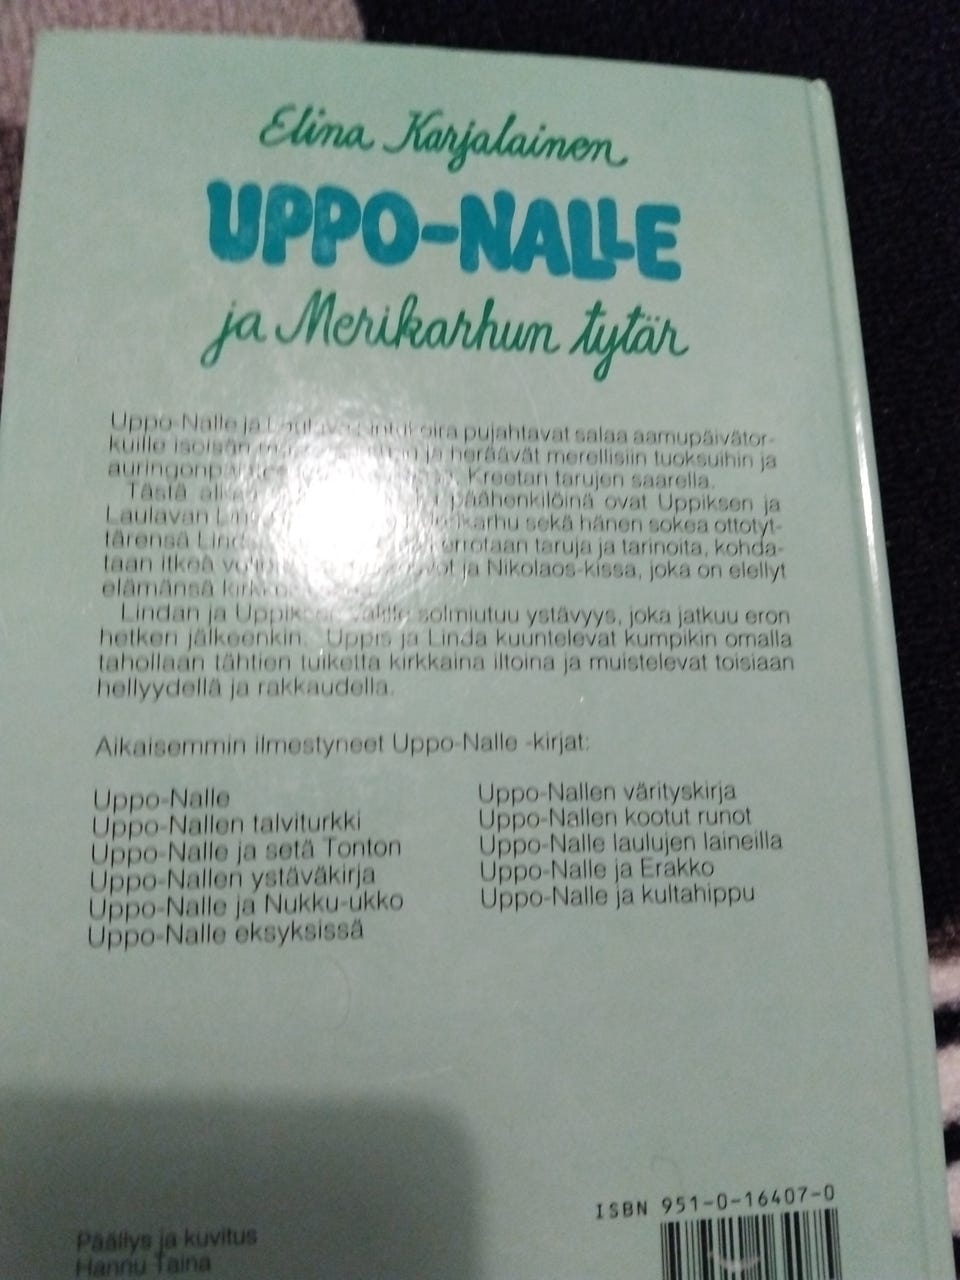 Elina Karjalainen
UPPO-NALLE
ja Merikarhun tytär
Uppo-Nalle ja pujahtavat salaa aamupäivätor-
kuille isoisän ja heräävät merellisiin tuoksuihin ja
Kreetan tarujen saarella.
Tästä päähenkilöinä ovat Uppiksen ja
Laulavan sekä hänen sokea ottotyt-
tärensä taruja ja tarinoita, kohda-
taan itkeä ja Nikolaos-kissa, joka on elellyt
elämänsä
Lindan ja solmiutuu ystävyys, joka jatkuu eron
hetken jälkeenkin. Uppis ja Linda kuuntelevat kumpikin omalla
tahollaan tähtien tuiketta kirkkaina iltoina ja muistelevat toisiaan
hellyydellä ja rakkaudella.
Aikaisemmin ilmestyneet Uppo-Nalle -kirjat:
Uppo-Nalle
Uppo-Nallen talviturkki
Uppo-Nalle ja setä Tonton
Uppo-Nallen ystäväkirja
Uppo-Nalle ja Nukku-ukko
Uppo-Nalle eksyksissä
Uppo-Nallen värityskirja
Uppo-Nallen kootut runot
Uppo-Nalle laulujen laineilla
Uppo-Nalle ja Erakko
Uppo-Nalle ja kultahippu
ISBN 951-0-16407-0
Päällys ja kuvitus
Hannu Taina